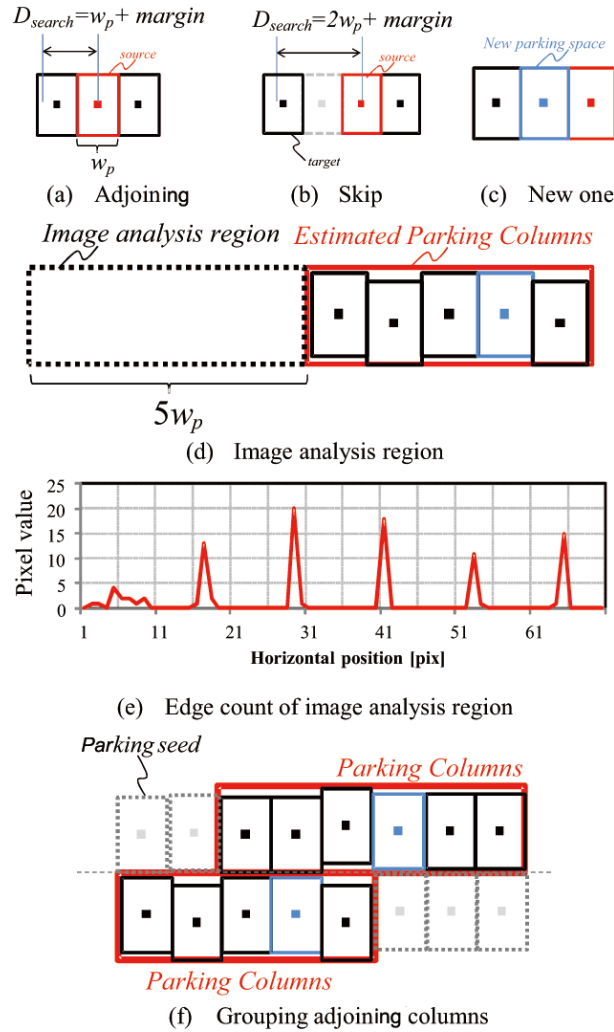 D_search=w_p+ margin
D_search=2w_p+ margin
source
source
New parking space
w_p
target
(a) Adjoining
(b) Skip
(c) New one
Image analysis region
Estimated Parking Columns
5w_p
(d) Image analysis region
25
20
15
10
5
0
Pixel value
1 11 21 31 41 51 61
Horizontal position [pix]
(e) Edge count of image analysis region
Parking seed
Parking Columns
Parking Columns
(f) Grouping adjoining columns